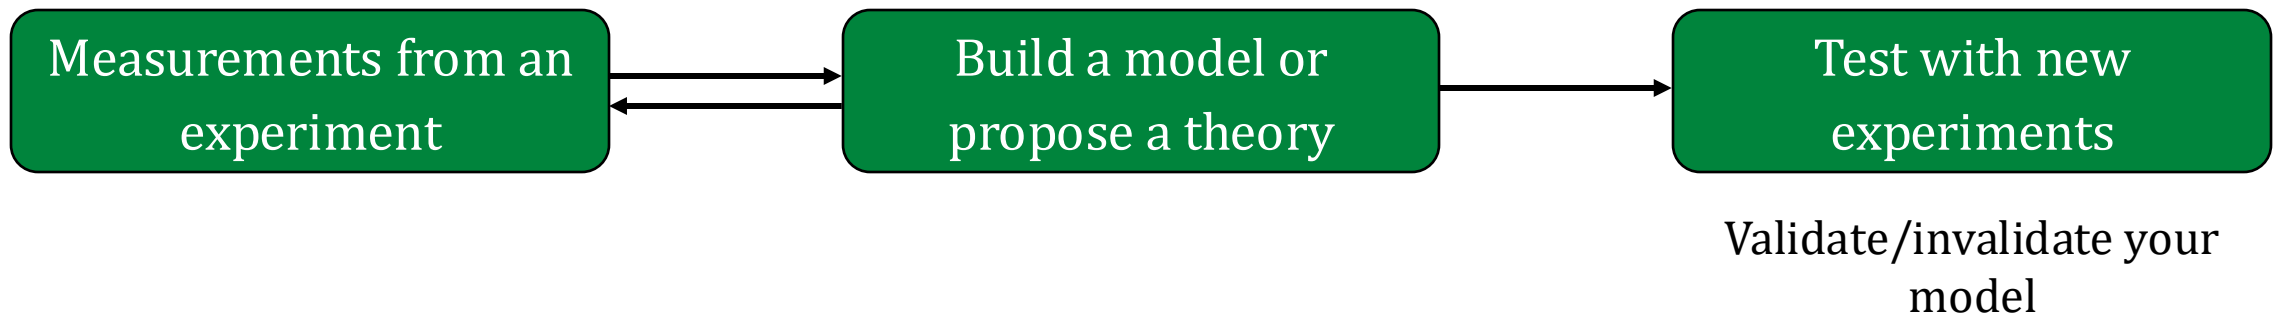 Measurements from an
experiment
Build a model or
propose a theory
Test with new
experiments
Validate/invalidate your
model